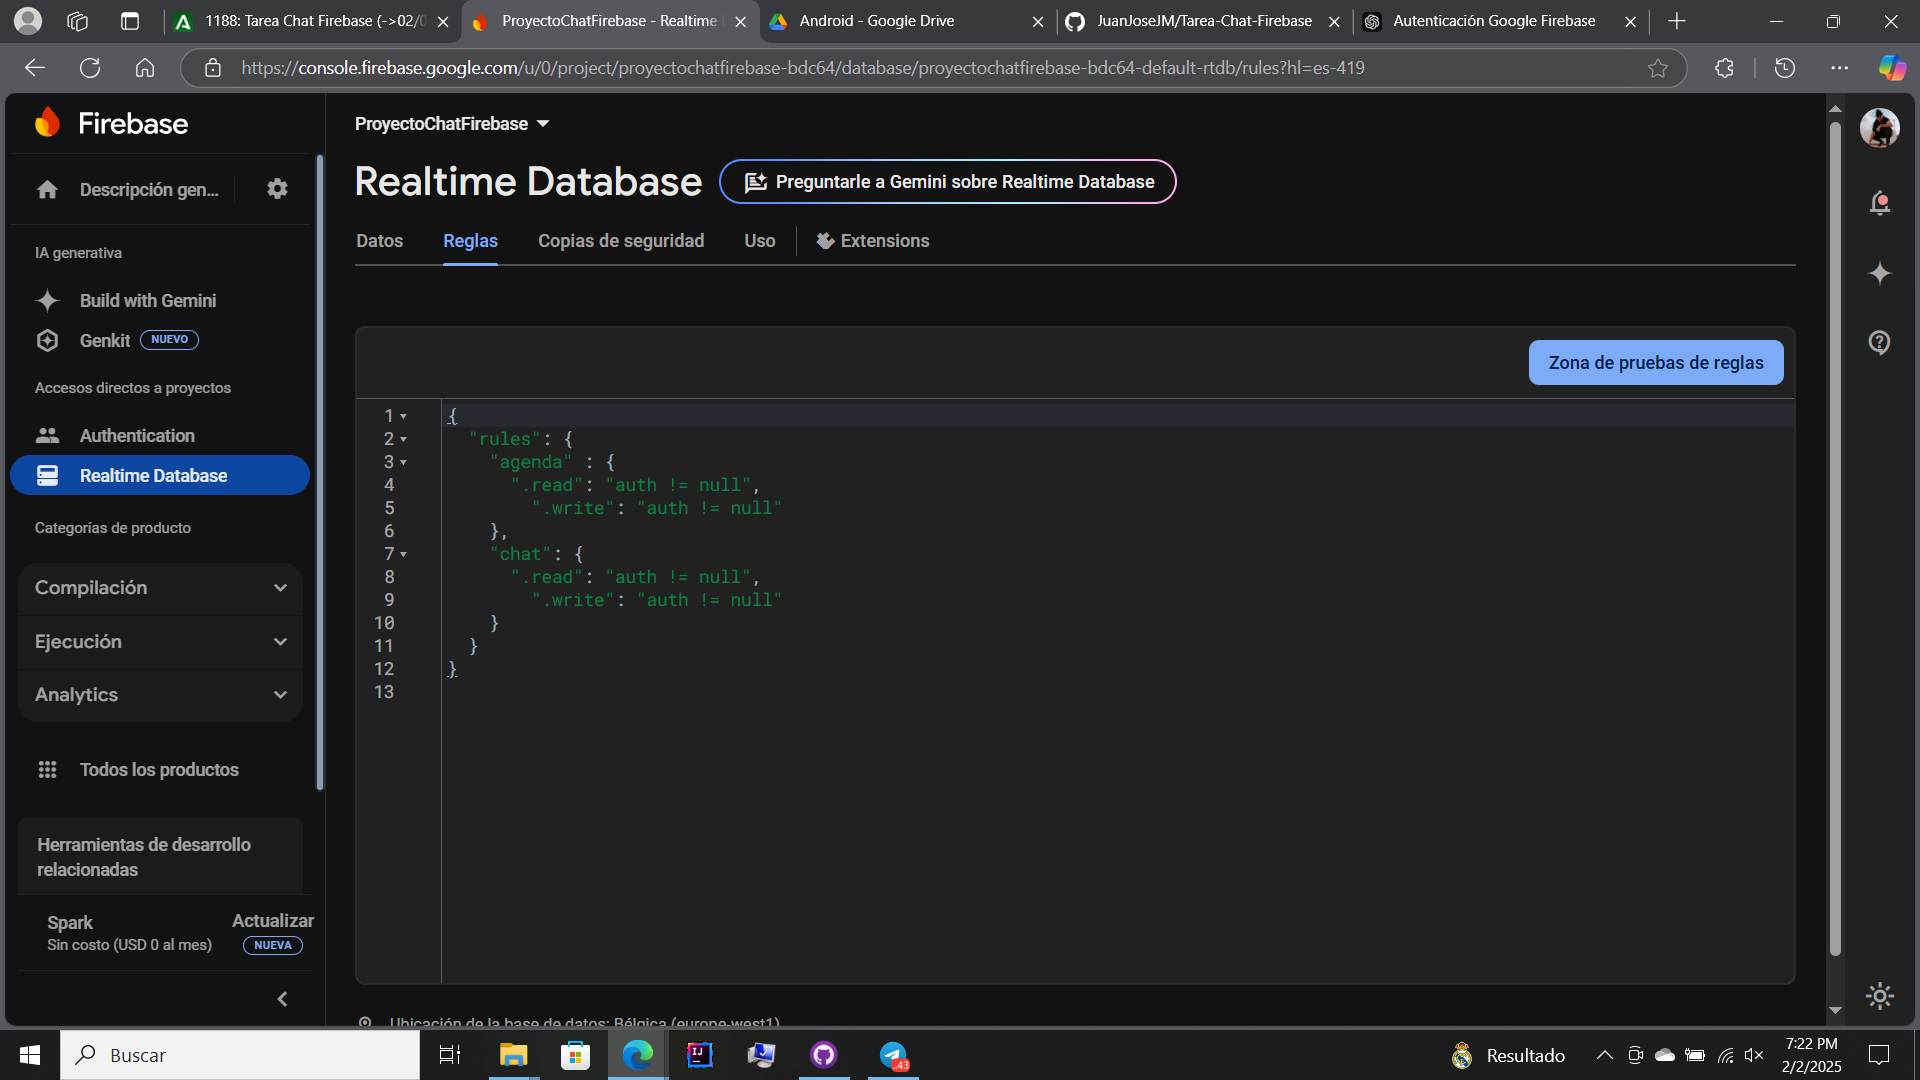 1188: Tarea Chat Firebase (->02/0
ProyectoChatFirebase - Realtime
Android - Google Drive
JuanJoseJM/Tarea-Chat-Firebase
Autenticación Google Firebase
https://console.firebase.google.com/u/0/project/proyectochatfirebase-bdc64/database/proyectochatfirebase-bdc64-default-rtdb/rules?hl=es-419
Firebase
Descripción gen...
IA generativa
Build with Gemini
Genkit NUEVO
Accesos directos a proyectos
Authentication
Realtime Database
Categorías de producto
Compilación
Ejecución
Analytics
Todos los productos
Herramientas de desarrollo
relacionadas
Spark
Sin costo (USD 0 al mes)
Actualizar
NUEVA
ProyectoChatFirebase
Realtime Database
Preguntarle a Gemini sobre Realtime Database
Datos Reglas Copias de seguridad Uso Extensions
Zona de pruebas de reglas
1 {
2 "rules": {
3 "agenda" : {
4 ".read": "auth != null",
5 ".write": "auth != null"
6 },
7 "chat": {
8 ".read": "auth != null",
9 ".write": "auth != null"
10 }
11 }
12 }
13
Ubicación de la base de datos: Bélgica (europe-west1)
Buscar
IJ
43
Resultado
7:22 PM
2/2/2025